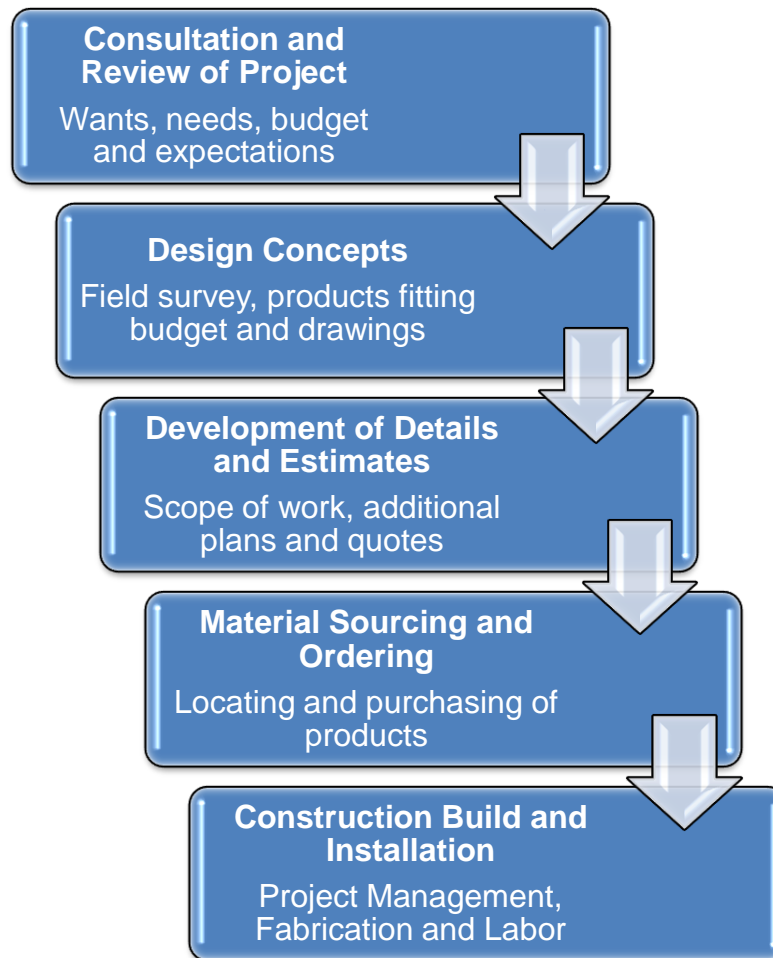 Consultation and
Review of Project
Wants, needs, budget
and expectations
Design Concepts
Field survey, products fitting
budget and drawings
Development of Details
and Estimates
Scope of work, additional
plans and quotes
Material Sourcing and
Ordering
Locating and purchasing of
products
Construction Build and
Installation
Project Management,
Fabrication and Labor